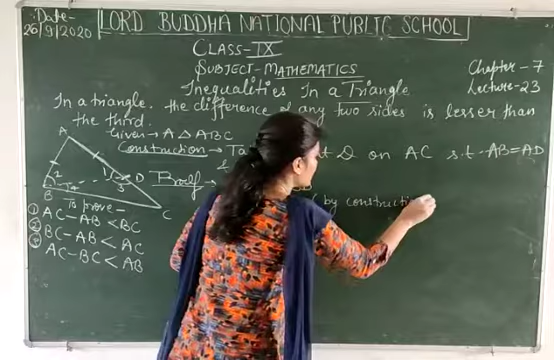 Date-
26/9/2020
LORD BUDDHA NATIONAL PUBLIC SCHOOL
CLASS-IX
SUBJECT-MATHEMATICS
Chapter-7
Inequalities In a Triangle
Lecture-23
In a triangle. the difference of any two sides is lesser than
the third.
Given → A △ ABC
Construction → on AC s.t. AB=AD
Proof →
(by constructi
A
B
C
D
1
2
3
To prove-
① AC-AB<BC
② BC-AB<AC
③ AC-BC<AB